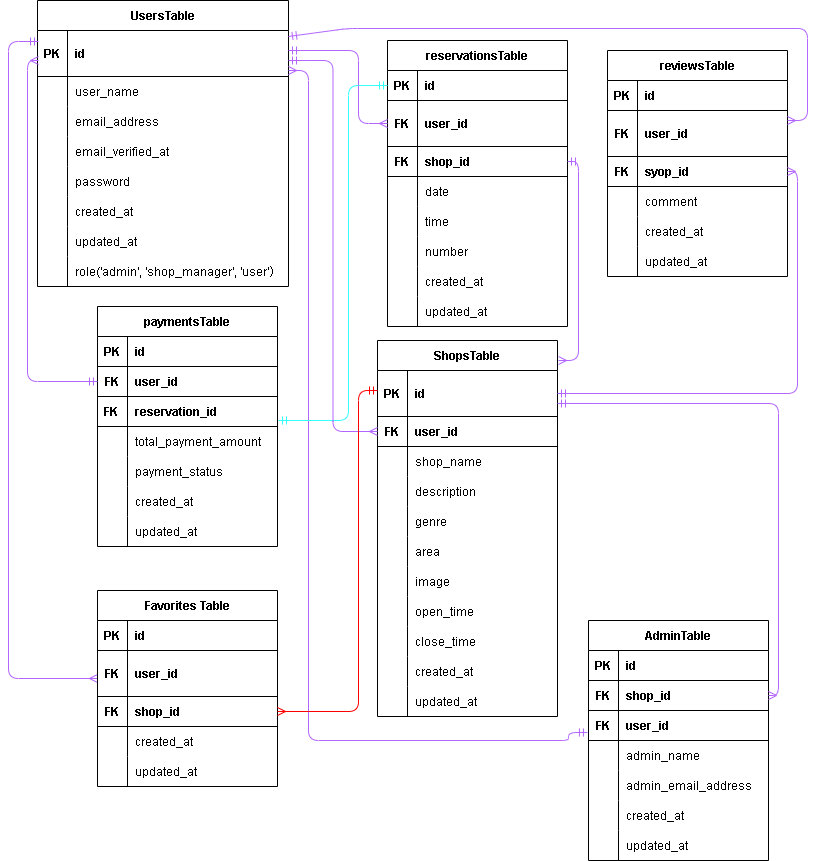 UsersTable
PK id
user_name
email_address
email_verified_at
password
created_at
updated_at
role('admin', 'shop_manager', 'user')
reservationsTable
PK id
FK user_id
FK shop_id
date
time
number
created_at
updated_at
reviewsTable
PK id
FK user_id
FK syop_id
comment
created_at
updated_at
paymentsTable
PK id
FK user_id
FK reservation_id
total_payment_amount
payment_status
created_at
updated_at
ShopsTable
PK id
FK user_id
shop_name
description
genre
area
image
open_time
close_time
created_at
updated_at
Favorites Table
PK id
FK user_id
FK shop_id
created_at
updated_at
AdminTable
PK id
FK shop_id
FK user_id
admin_name
admin_email_address
created_at
updated_at